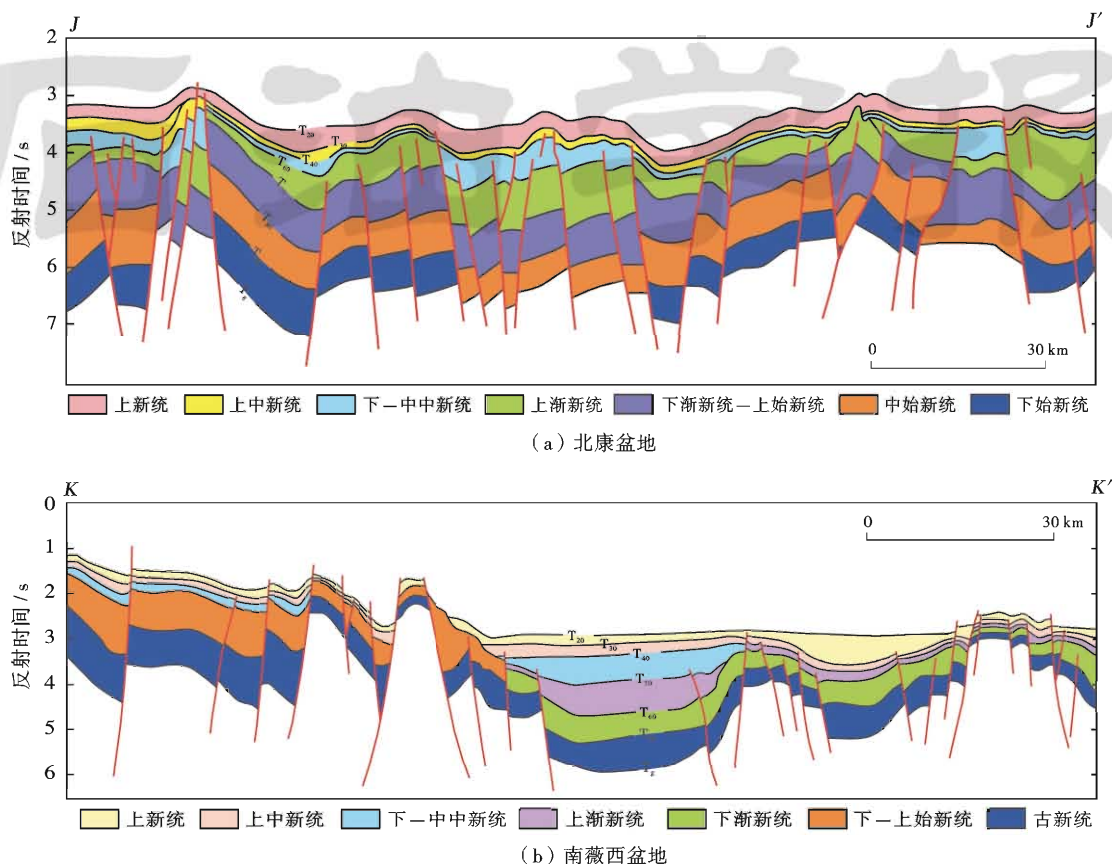 J J′
2
3
4
5
6
7
反射时间 / s
T₂₀
T₃₀
T₄₀
T₆₀
0 30 km
上新统 上中新统 下—中中新统 上渐新统 下渐新统—上始新统 中始新统 下始新统
(a) 北康盆地
K K′
0
1
2
3
4
5
6
反射时间 / s
0 30 km
T₂₀
T₃₀
T₄₀
T₆₀
上新统 上中新统 下—中中新统 上渐新统 下渐新统 下—上始新统 古新统
(b) 南薇西盆地